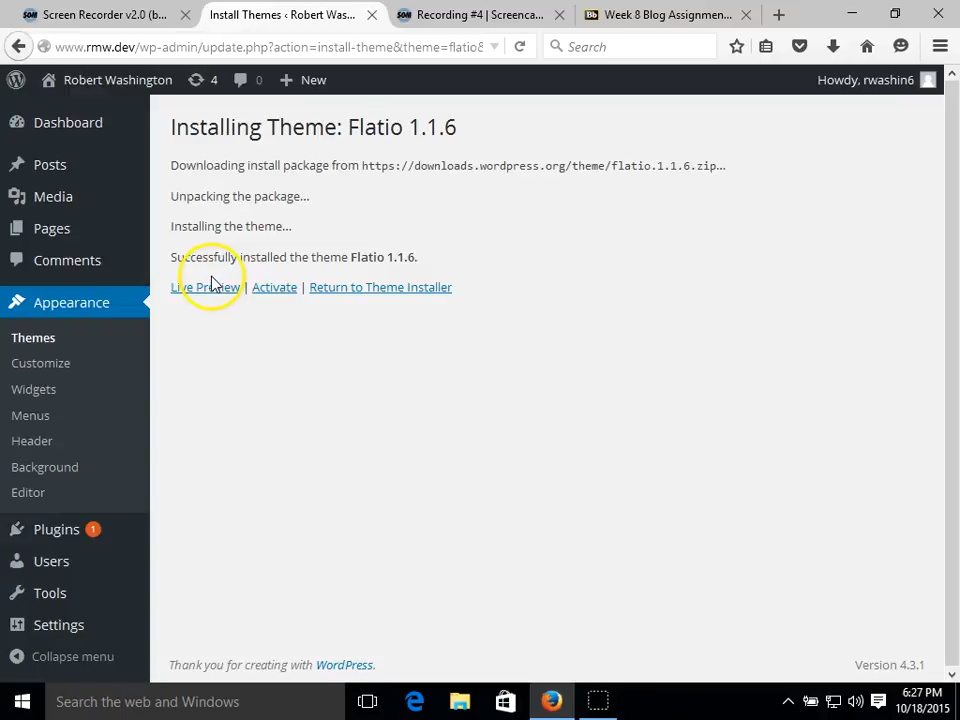 Screen Recorder v2.0 (b...
Install Themes ‹ Robert Was...
Recording #4 | Screenca...
Week 8 Blog Assignmen...
www.rmw.dev/wp-admin/update.php?action=install-theme&theme=flatio&
Search
Robert Washington
4
0
New
Howdy, rwashin6
Dashboard
Posts
Media
Pages
Comments
Appearance
Themes
Customize
Widgets
Menus
Header
Background
Editor
Plugins 1
Users
Tools
Settings
Collapse menu
Installing Theme: Flatio 1.1.6
Downloading install package from https://downloads.wordpress.org/theme/flatio.1.1.6.zip…
Unpacking the package…
Installing the theme…
Successfully installed the theme Flatio 1.1.6.
Live Preview | Activate | Return to Theme Installer
Thank you for creating with WordPress.
Version 4.3.1
Search the web and Windows
6:27 PM
10/18/2015